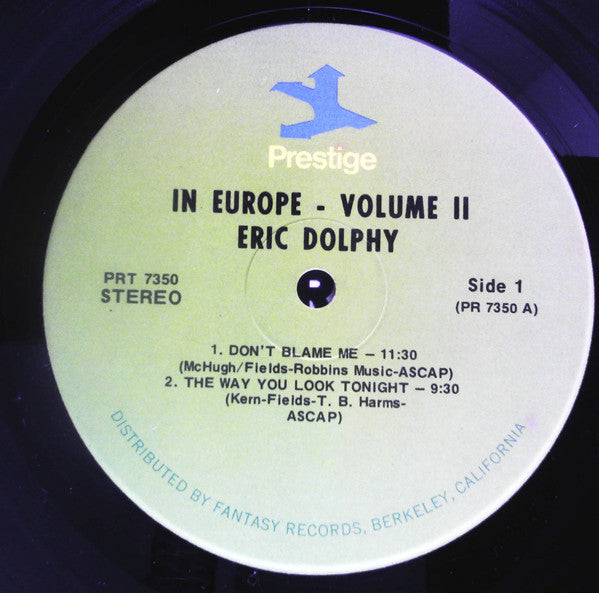 Prestige
IN EUROPE - VOLUME II
ERIC DOLPHY
PRT 7350
STEREO
Side 1
(PR 7350 A)
1. DON'T BLAME ME – 11:30
(McHugh/Fields-Robbins Music-ASCAP)
2. THE WAY YOU LOOK TONIGHT – 9:30
(Kern-Fields-T. B. Harms-
ASCAP)
DISTRIBUTED BY FANTASY RECORDS, BERKELEY, CALIFORNIA